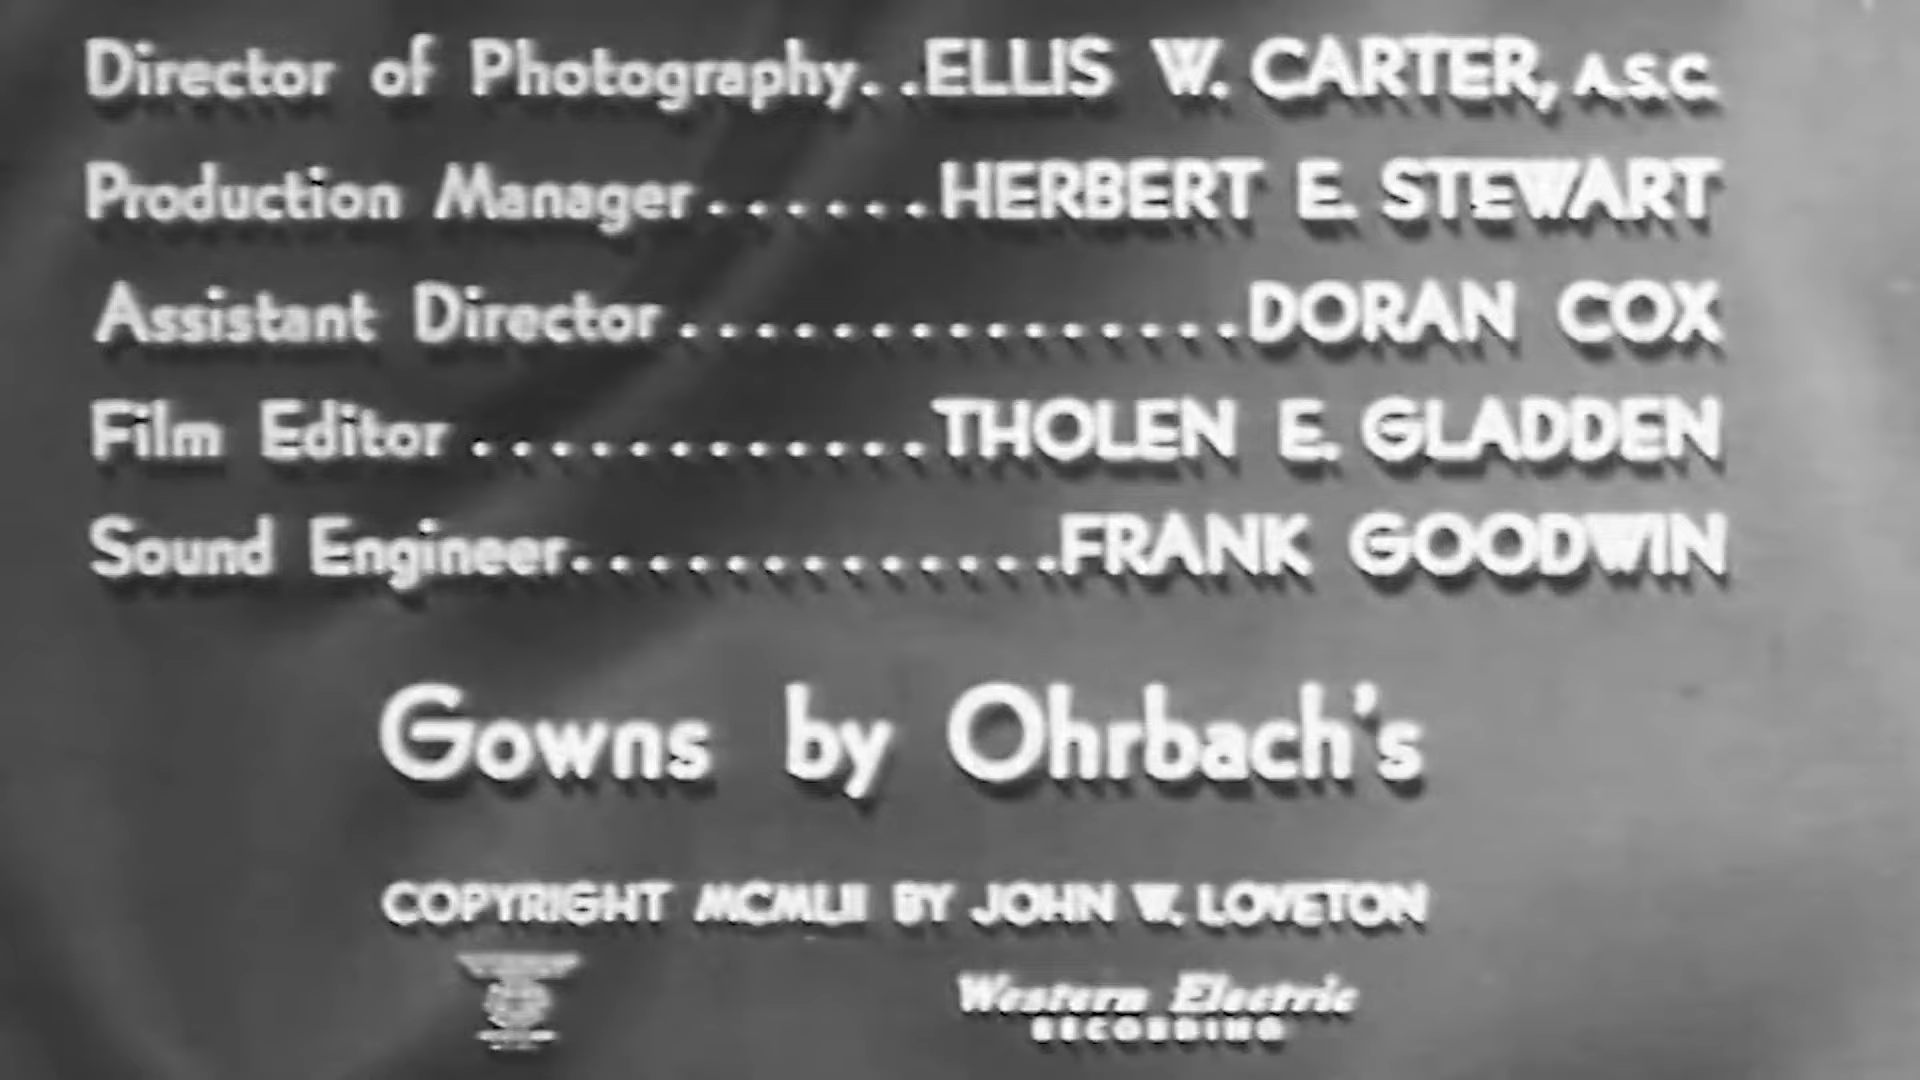 Director of Photography. .ELLIS W. CARTER, A.S.C.
Production Manager ......HERBERT E. STEWART
Assistant Director ...............DORAN COX
Film Editor ............THOLEN E. GLADDEN
Sound Engineer.............FRANK GOODWIN
Gowns by Ohrbach's
COPYRIGHT MCMLII BY JOHN W. LOVETON
Western Electric
RECORDING